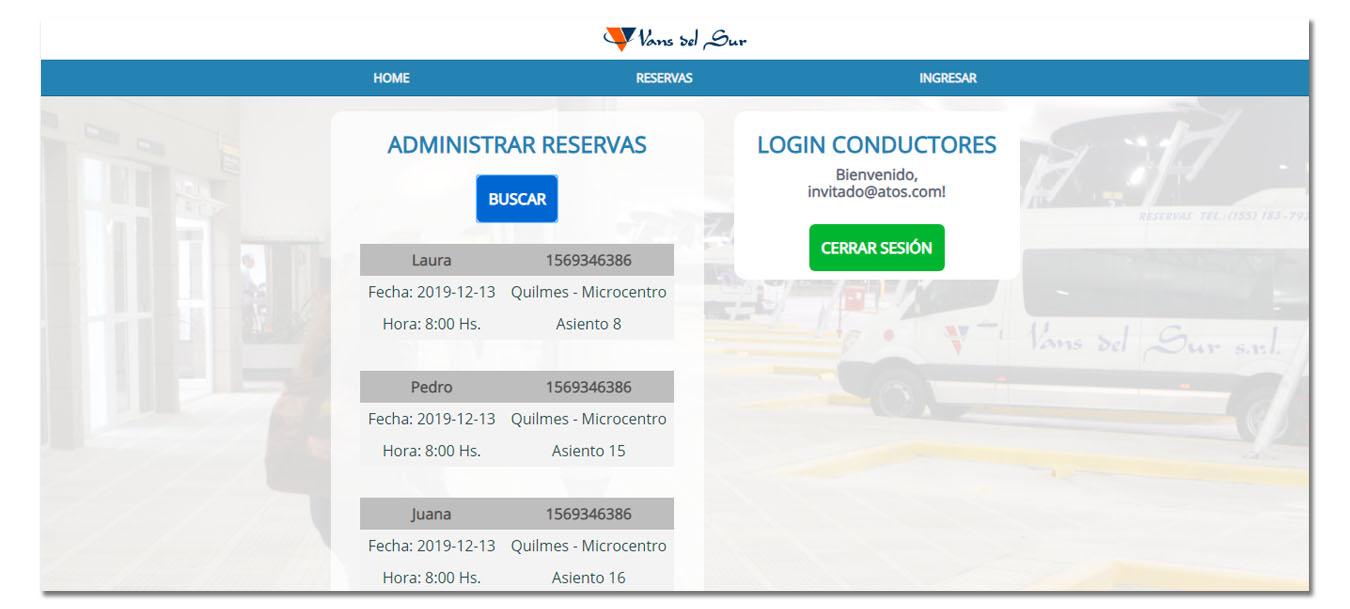 Vans del Sur
HOME RESERVAS INGRESAR
ADMINISTRAR RESERVAS
BUSCAR
Laura 1569346386
Fecha: 2019-12-13 Quilmes - Microcentro
Hora: 8:00 Hs. Asiento 8
Pedro 1569346386
Fecha: 2019-12-13 Quilmes - Microcentro
Hora: 8:00 Hs. Asiento 15
Juana 1569346386
Fecha: 2019-12-13 Quilmes - Microcentro
Hora: 8:00 Hs. Asiento 16
LOGIN CONDUCTORES
Bienvenido,
invitado@atos.com!
CERRAR SESIÓN
RESERVAS TEL.:(155) 183-793
Vans del Sur s.r.l.